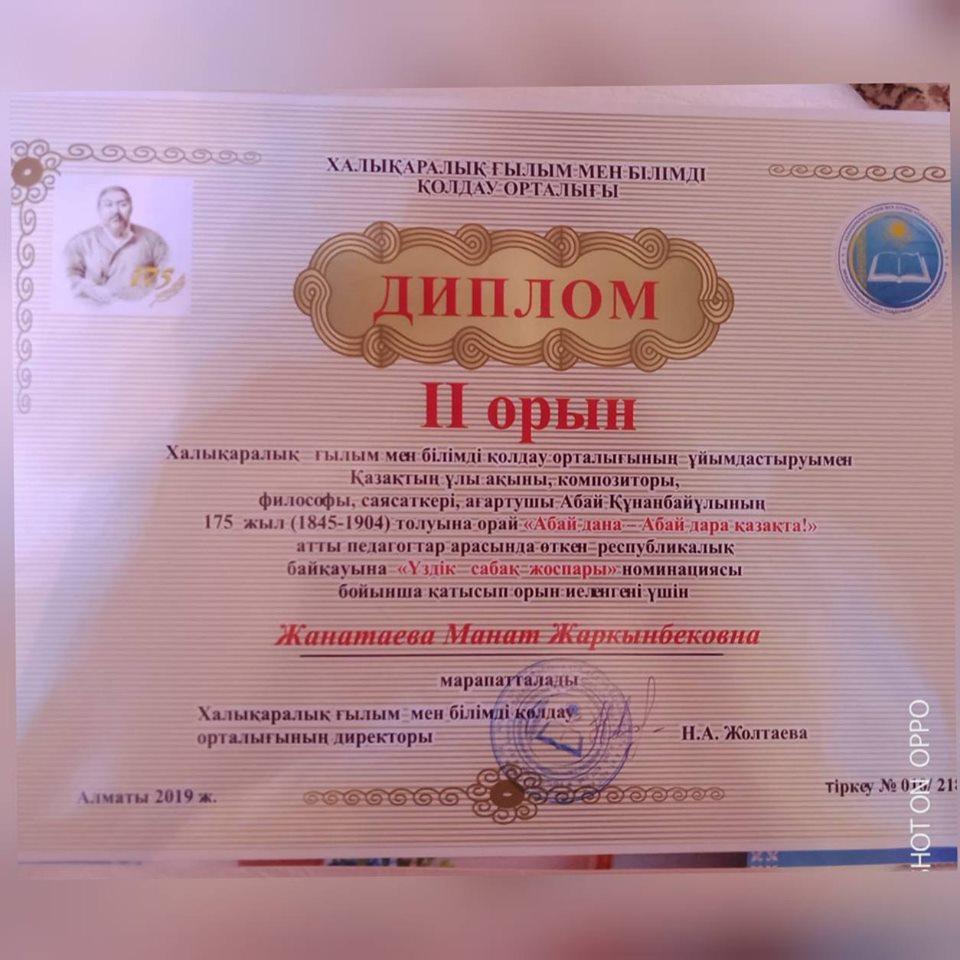 ХАЛЫҚАРАЛЫҚ ҒЫЛЫМ МЕН БІЛІМДІ
ҚОЛДАУ ОРТАЛЫҒЫ
175
ДИПЛОМ
II орын
Халықаралық ғылым мен білімді қолдау орталығының ұйымдастыруымен
Қазақтың ұлы ақыны, композиторы,
философы, саясаткері, ағартушы Абай Құнанбайұлының
175 жыл (1845-1904) толуына орай «Абай дана – Абай дара қазақта!»
атты педагогтар арасында өткен республикалық
байқауына «Үздік сабақ жоспары» номинациясы
бойынша қатысып орын иеленгені үшін
Жанатаева Манат Жаркынбековна
марапатталады
Халықаралық ғылым мен білімді қолдау
орталығының директоры
Н.А. Жолтаева
Алматы 2019 ж.
тіркеу №
SHOT ON OPPO